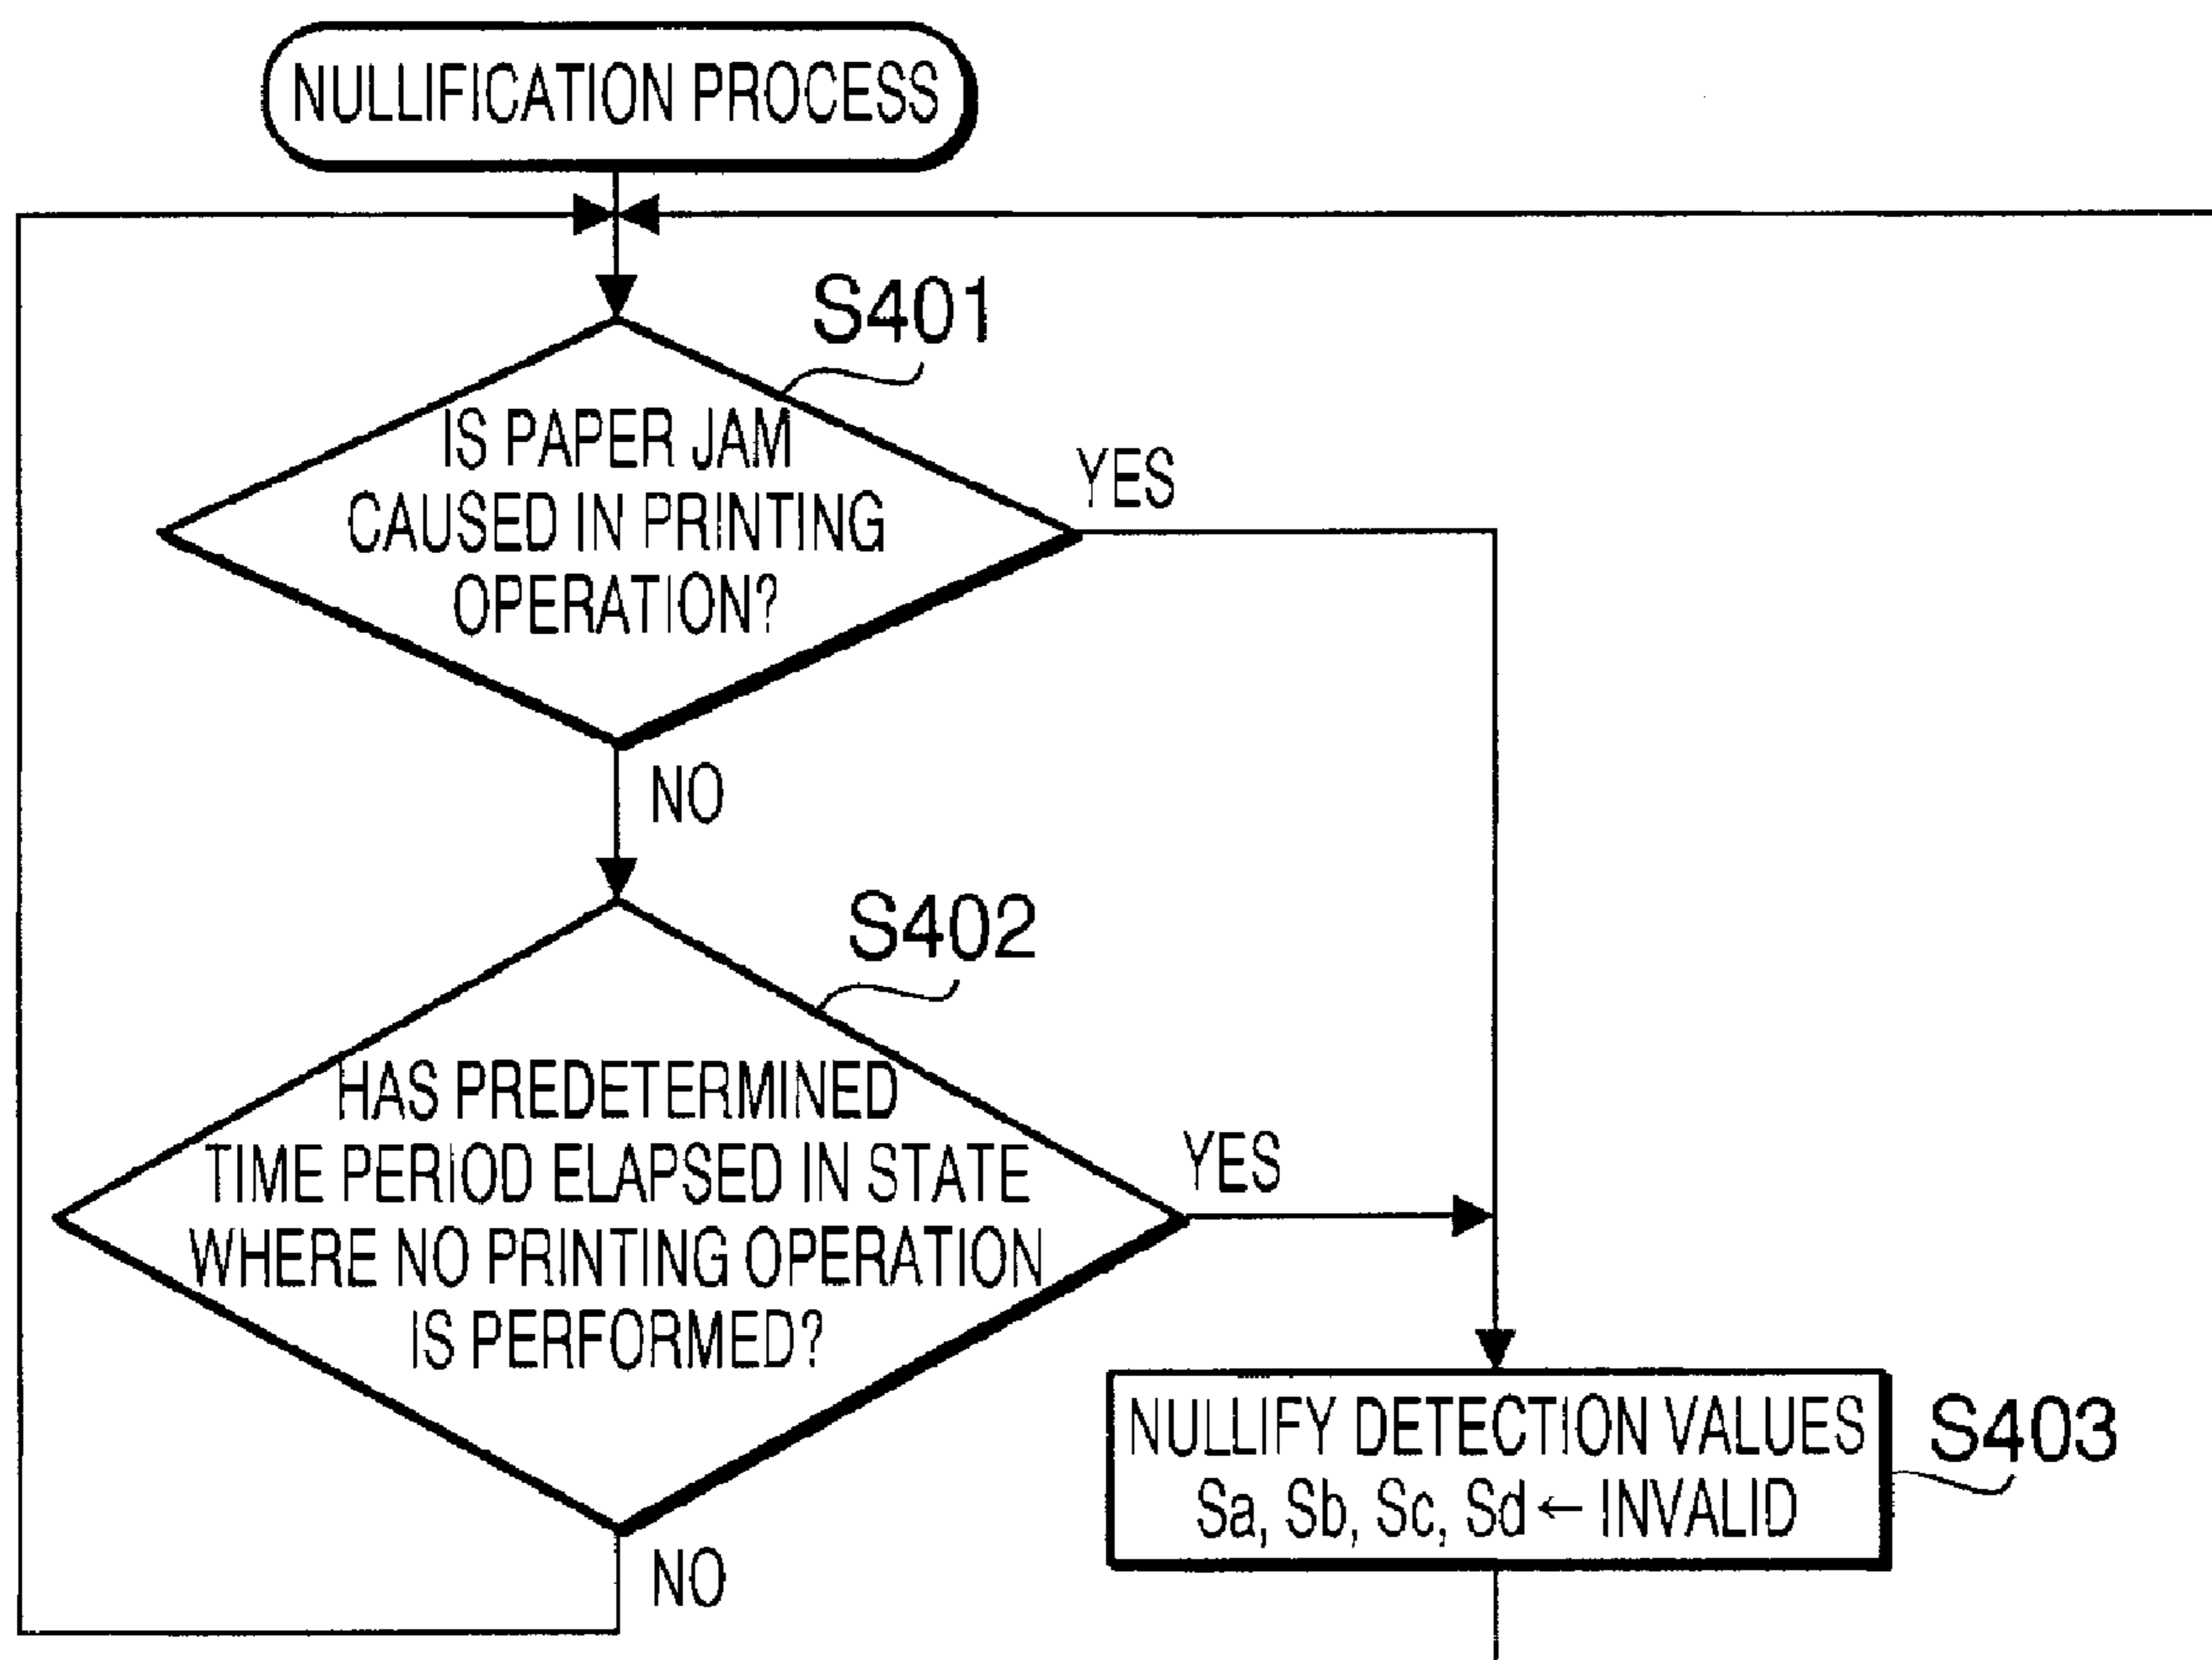 NULLIFICATION PROCESS
S401
IS PAPER JAM
CAUSED IN PRINTING
OPERATION?
YES
NO
S402
HAS PREDETERMINED
TIME PERIOD ELAPSED IN STATE
WHERE NO PRINTING OPERATION
IS PERFORMED?
YES
NO
NULLIFY DETECTION VALUES
Sa, Sb, Sc, Sd ← INVALID
S403